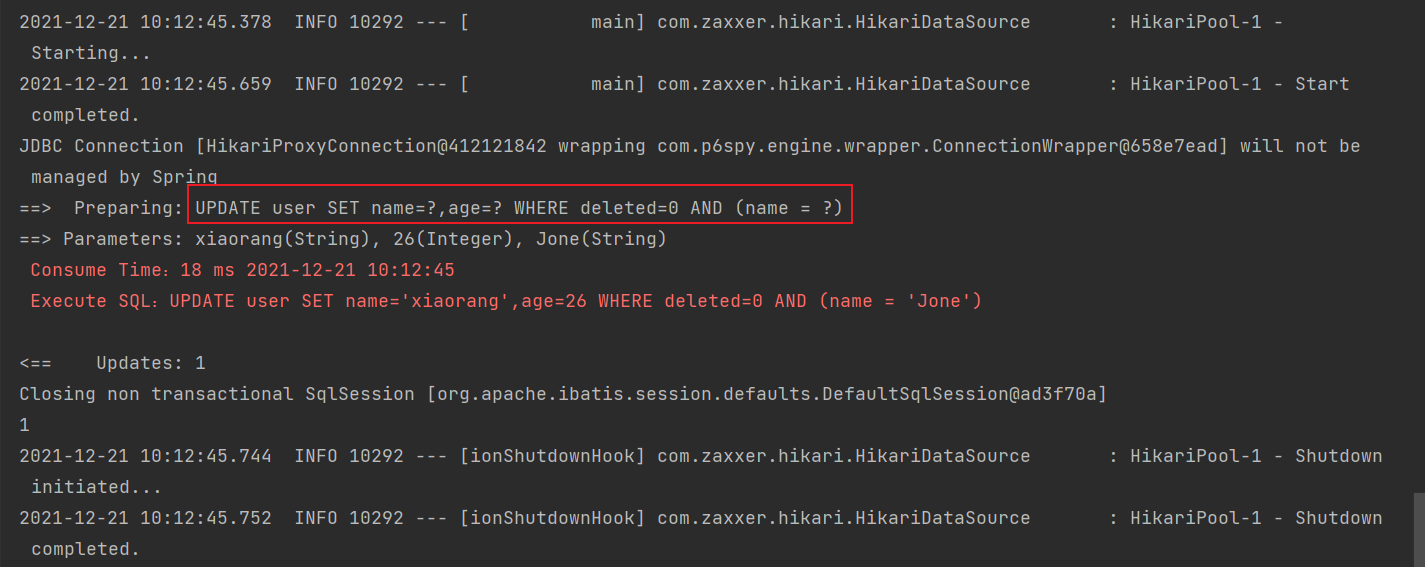 2021-12-21 10:12:45.378  INFO 10292 --- [           main] com.zaxxer.hikari.HikariDataSource       : HikariPool-1 -
 Starting...
2021-12-21 10:12:45.659  INFO 10292 --- [           main] com.zaxxer.hikari.HikariDataSource       : HikariPool-1 - Start
 completed.
JDBC Connection [HikariProxyConnection@412121842 wrapping com.p6spy.engine.wrapper.ConnectionWrapper@658e7ead] will not be
 managed by Spring
==>  Preparing: UPDATE user SET name=?,age=? WHERE deleted=0 AND (name = ?)
==> Parameters: xiaorang(String), 26(Integer), Jone(String)
 Consume Time：18 ms 2021-12-21 10:12:45
 Execute SQL：UPDATE user SET name='xiaorang',age=26 WHERE deleted=0 AND (name = 'Jone')
<==    Updates: 1
Closing non transactional SqlSession [org.apache.ibatis.session.defaults.DefaultSqlSession@ad3f70a]
1
2021-12-21 10:12:45.744  INFO 10292 --- [ionShutdownHook] com.zaxxer.hikari.HikariDataSource       : HikariPool-1 - Shutdown
 initiated...
2021-12-21 10:12:45.752  INFO 10292 --- [ionShutdownHook] com.zaxxer.hikari.HikariDataSource       : HikariPool-1 - Shutdown
 completed.